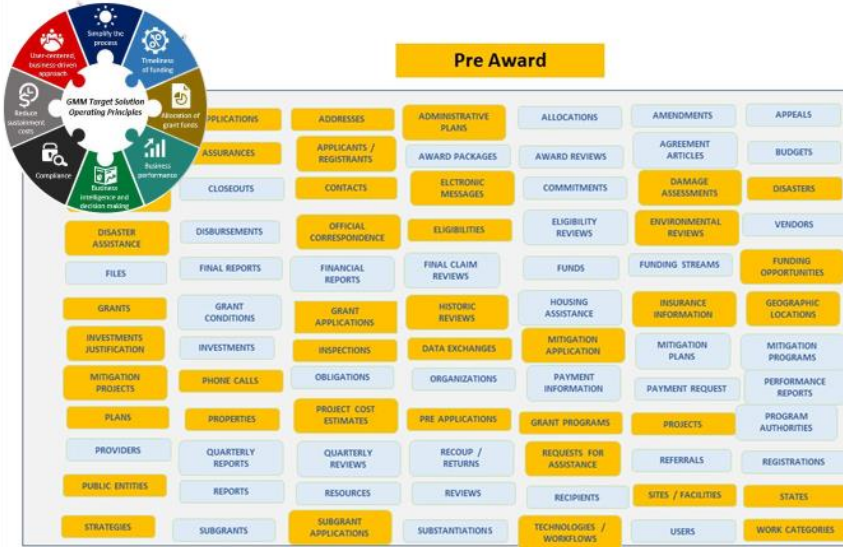 Simplify the
process
User-centered,
business-driven
approach
Timeliness
of funding
Reduce
sustainment
costs
GMM Target Solution
Operating Principles
Allocation of
grant funds
Compliance
Business
performance
Business
intelligence and
decision making
Pre Award
APPLICATIONS
ADDRESSES
ADMINISTRATIVE
PLANS
ALLOCATIONS
AMENDMENTS
APPEALS
ASSURANCES
APPLICANTS /
REGISTRANTS
AWARD PACKAGES
AWARD REVIEWS
AGREEMENT
ARTICLES
BUDGETS
CLOSEOUTS
CONTACTS
ELCTRONIC
MESSAGES
COMMITMENTS
DAMAGE
ASSESSMENTS
DISASTERS
DISASTER
ASSISTANCE
DISBURSEMENTS
OFFICIAL
CORRESPONDENCE
ELIGIBILITIES
ELIGIBILITY
REVIEWS
ENVIRONMENTAL
REVIEWS
VENDORS
FILES
FINAL REPORTS
FINANCIAL
REPORTS
FINAL CLAIM
REVIEWS
FUNDS
FUNDING STREAMS
FUNDING
OPPORTUNITIES
GRANTS
GRANT
CONDITIONS
GRANT
APPLICATIONS
HISTORIC
REVIEWS
HOUSING
ASSISTANCE
INSURANCE
INFORMATION
GEOGRAPHIC
LOCATIONS
INVESTMENTS
JUSTIFICATION
INVESTMENTS
INSPECTIONS
DATA EXCHANGES
MITIGATION
APPLICATION
MITIGATION
PLANS
MITIGATION
PROGRAMS
MITIGATION
PROJECTS
PHONE CALLS
OBLIGATIONS
ORGANIZATIONS
PAYMENT
INFORMATION
PAYMENT REQUEST
PERFORMANCE
REPORTS
PLANS
PROPERTIES
PROJECT COST
ESTIMATES
PRE APPLICATIONS
GRANT PROGRAMS
PROJECTS
PROGRAM
AUTHORITIES
PROVIDERS
QUARTERLY
REPORTS
QUARTERLY
REVIEWS
RECOUP /
RETURNS
REQUESTS FOR
ASSISTANCE
REFERRALS
REGISTRATIONS
PUBLIC ENTITIES
REPORTS
RESOURCES
REVIEWS
RECIPIENTS
SITES / FACILITIES
STATES
STRATEGIES
SUBGRANTS
SUBGRANT
APPLICATIONS
SUBSTANTIATIONS
TECHNOLOGIES /
WORKFLOWS
USERS
WORK CATEGORIES